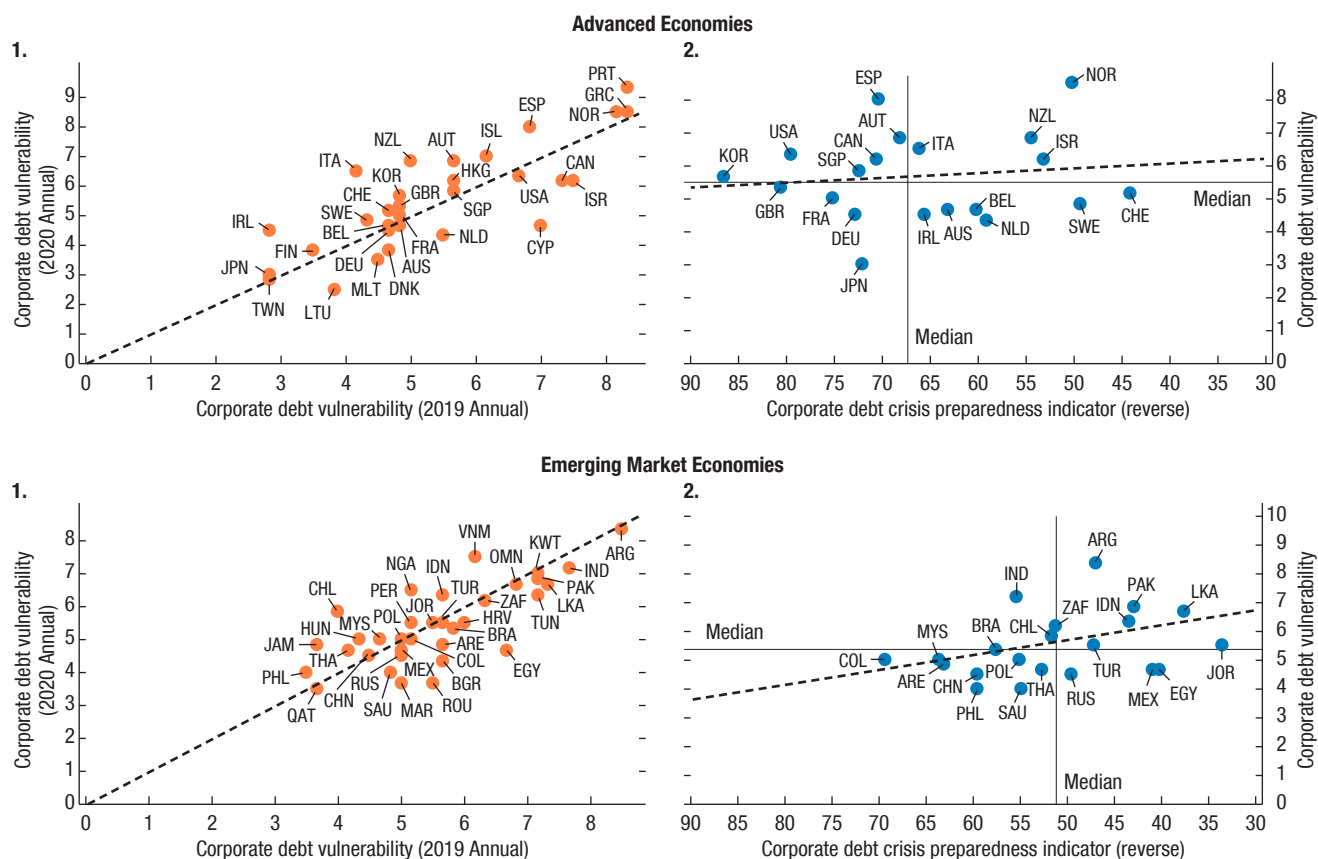 Advanced Economies
1.
Corporate debt vulnerability
(2020 Annual)
9
8
7
6
5
4
3
2
1
0
PRT
GRC
NOR
ESP
ISL
AUT
NZL
ITA
HKG
CAN
KOR
GBR
CHE
USA
ISR
SWE
SGP
IRL
BEL
FIN
FRA
NLD
CYP
DEU
AUS
JPN
MLT
DNK
TWN
LTU
0 1 2 3 4 5 6 7 8
Corporate debt vulnerability (2019 Annual)
2.
ESP
NOR
USA
AUT
NZL
CAN
ITA
ISR
KOR
SGP
Median
GBR
FRA
BEL
CHE
DEU
IRL
AUS
NLD
SWE
JPN
Median
8
7
6
5
4
3
2
1
0
Corporate debt vulnerability
90 85 80 75 70 65 60 55 50 45 40 35 30
Corporate debt crisis preparedness indicator (reverse)
Emerging Market Economies
1.
Corporate debt vulnerability
(2020 Annual)
8
7
6
5
4
3
2
1
0
VNM
KWT
OMN
ARG
NGA
IDN
IND
CHL
PER
TUR
PAK
JOR
ZAF
LKA
HUN
MYS
POL
HRV
TUN
JAM
BRA
THA
ARE
COL
PHL
MEX
EGY
RUS
BGR
CHN
QAT
SAU
MAR
ROU
0 1 2 3 4 5 6 7 8
Corporate debt vulnerability (2019 Annual)
2.
ARG
IND
PAK
ZAF
IDN
LKA
Median
MYS
BRA
CHL
COL
ARE
CHN
POL
THA
TUR
JOR
PHL
SAU
RUS
MEX
EGY
Median
10
9
8
7
6
5
4
3
2
1
0
Corporate debt vulnerability
90 85 80 75 70 65 60 55 50 45 40 35 30
Corporate debt crisis preparedness indicator (reverse)